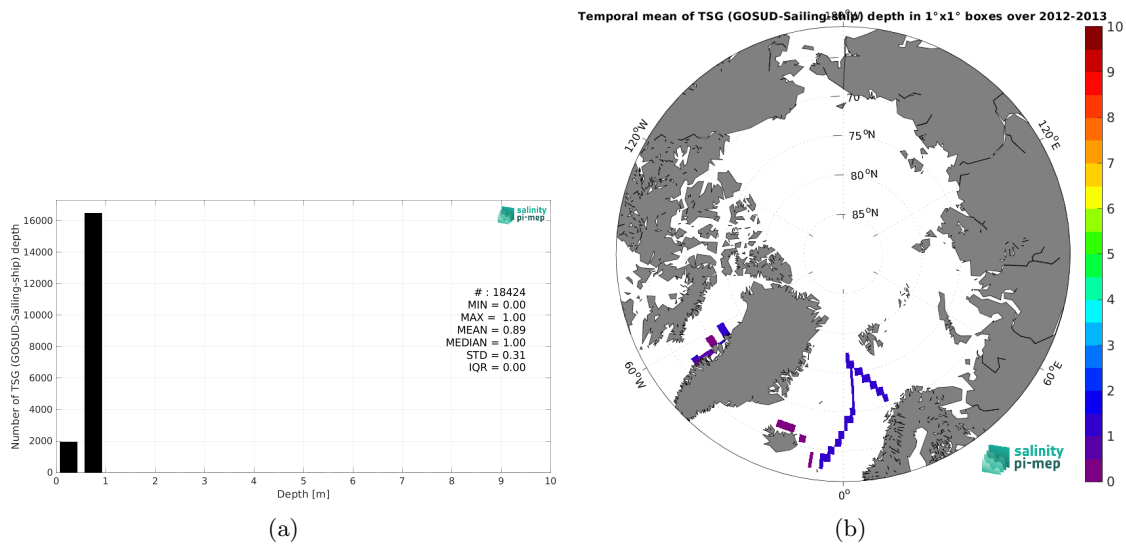 Temporal mean of TSG (GOSUD-Sailing-ship) depth in 1°x1° boxes over 2012-2013
Number of TSG (GOSUD-Sailing-ship) depth
16000
14000
12000
10000
8000
6000
4000
2000
0
salinity
pi-mep
# : 18424
MIN = 0.00
MAX = 1.00
MEAN = 0.89
MEDIAN = 1.00
STD = 0.31
IQR = 0.00
0 1 2 3 4 5 6 7 8 9 10
Depth [m]
(a)
120°W
120°E
70
75°N
80°N
85°N
60°W
60°E
0°
salinity
pi-mep
10
9
8
7
6
5
4
3
2
1
0
(b)